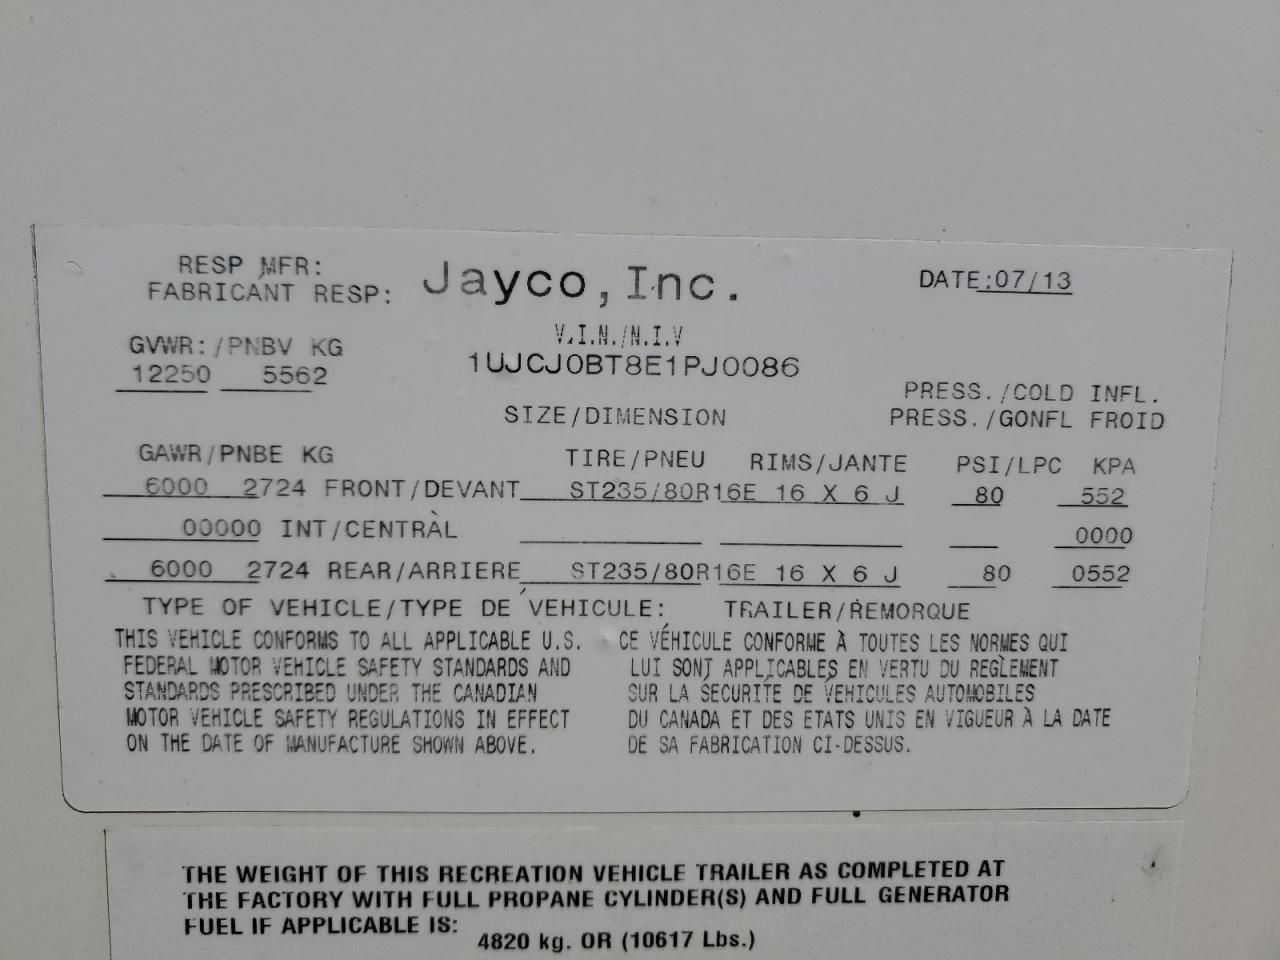 RESP MFR: Jayco, Inc. DATE:07/13
FABRICANT RESP:
V.I.N./N.I.V
GVWR:/PNBV KG 1UJCJ0BT8E1PJ0086
12250 5562
PRESS./COLD INFL.
SIZE/DIMENSION PRESS./GONFL FROID
GAWR/PNBE KG TIRE/PNEU RIMS/JANTE PSI/LPC KPA
6000 2724 FRONT/DEVANT ST235/80R16E 16 X 6 J 80 552
00000 INT/CENTRÀL 0000
6000 2724 REAR/ARRIERE ST235/80R16E 16 X 6 J 80 0552
TYPE OF VEHICLE/TYPE DE VÉHICULE: TRAILER/REMORQUE
THIS VEHICLE CONFORMS TO ALL APPLICABLE U.S.
FEDERAL MOTOR VEHICLE SAFETY STANDARDS AND
STANDARDS PRESCRIBED UNDER THE CANADIAN
MOTOR VEHICLE SAFETY REGULATIONS IN EFFECT
ON THE DATE OF MANUFACTURE SHOWN ABOVE.
CE VÉHICULE CONFORME À TOUTES LES NORMES QUI
LUI SONT APPLICABLES EN VERTU DU REGLEMENT
SUR LA SÉCURITÉ DE VÉHICULES AUTOMOBILES
DU CANADA ET DES ETATS UNIS EN VIGUEUR À LA DATE
DE SA FABRICATION CI-DESSUS.
THE WEIGHT OF THIS RECREATION VEHICLE TRAILER AS COMPLETED AT
THE FACTORY WITH FULL PROPANE CYLINDER(S) AND FULL GENERATOR
FUEL IF APPLICABLE IS:
4820 kg. OR (10617 Lbs.)